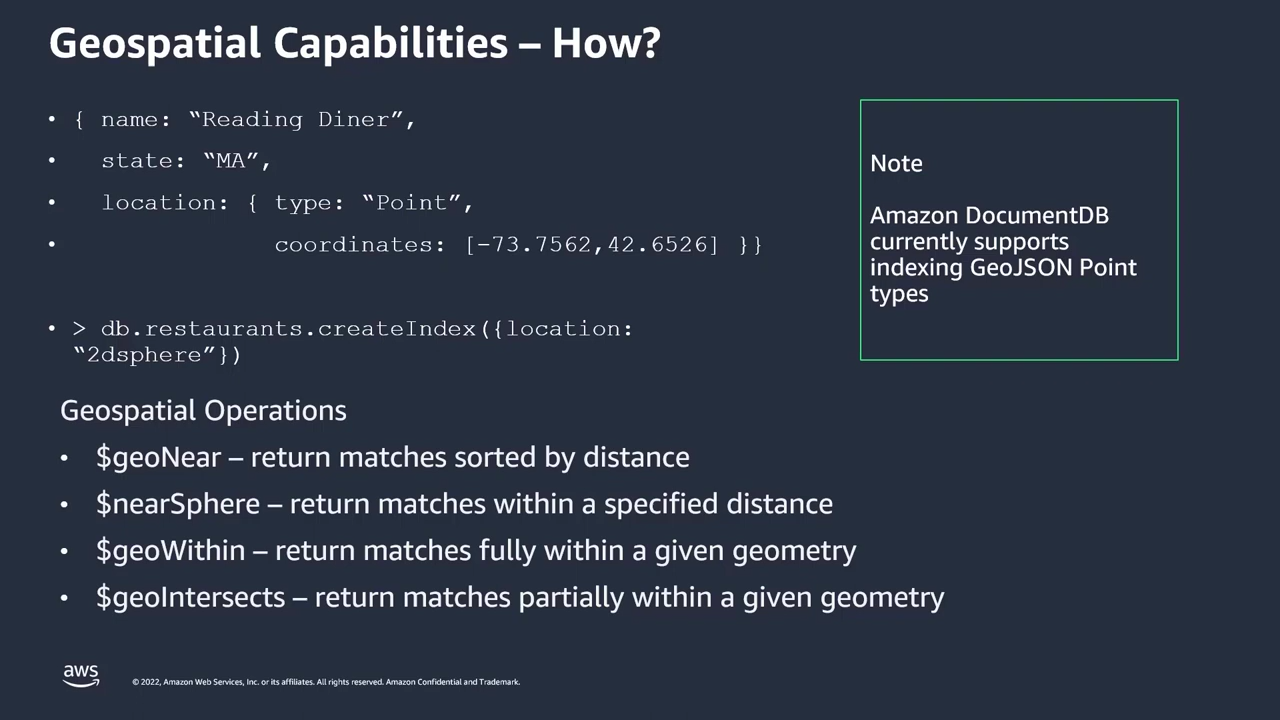 Geospatial Capabilities – How?
• { name: “Reading Diner”,
• state: “MA”,
• location: { type: “Point”,
• coordinates: [-73.7562,42.6526] }}
• > db.restaurants.createIndex({location:
“2dsphere”})
Note
Amazon DocumentDB
currently supports
indexing GeoJSON Point
types
Geospatial Operations
• $geoNear – return matches sorted by distance
• $nearSphere – return matches within a specified distance
• $geoWithin – return matches fully within a given geometry
• $geoIntersects – return matches partially within a given geometry
aws
© 2022, Amazon Web Services, Inc. or its affiliates. All rights reserved. Amazon Confidential and Trademark.